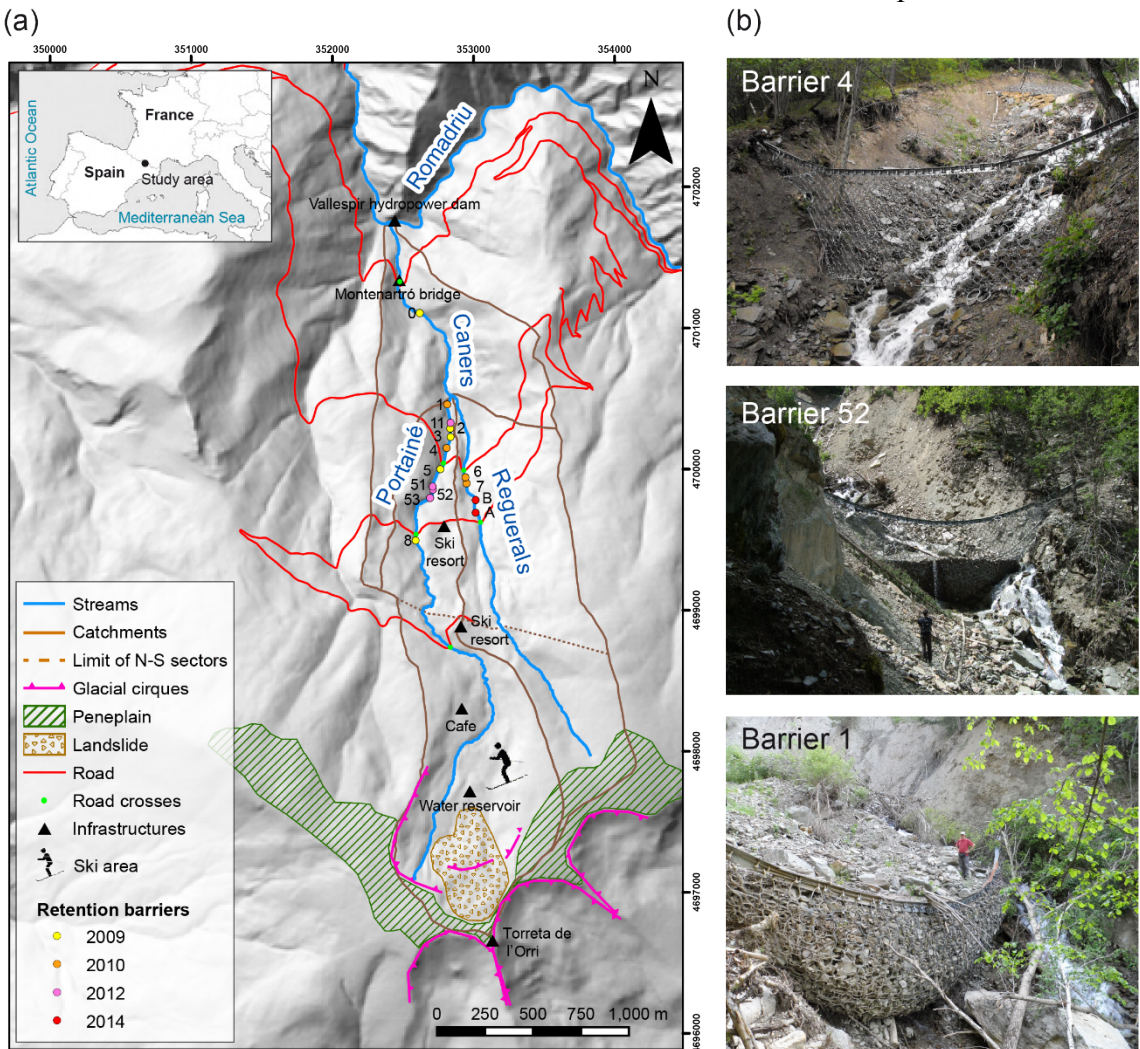 (a)
350000 351000 352000 353000 354000
Atlantic Ocean
France
Spain
Study area
Mediterranean Sea
N
Romadriu
Vallespir hydropower dam
4702000
Montenartró bridge
0
4701000
Caners
1
11
2
3
4
Portainé
5
6
4700000
51
52
7
53
B
A
Reguerals
8
Ski
resort
4699000
Ski
resort
Cafe
4698000
Water reservoir
4697000
Torreta de
l'Orri
4696000
Streams
Catchments
Limit of N-S sectors
Glacial cirques
Peneplain
Landslide
Road
Road crosses
Infrastructures
Ski area
Retention barriers
2009
2010
2012
2014
0 250 500 750 1,000 m
(b)
Barrier 4
Barrier 52
Barrier 1